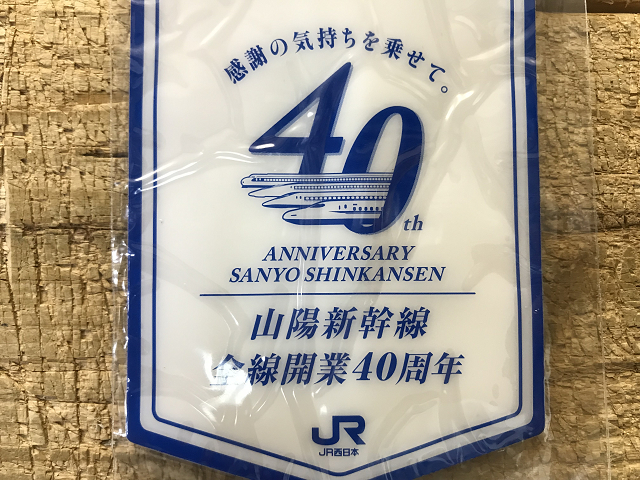 感謝の気持ちを乗せて。
40th
ANNIVERSARY
SANYO SHINKANSEN
山陽新幹線
全線開業40周年
JR
JR西日本